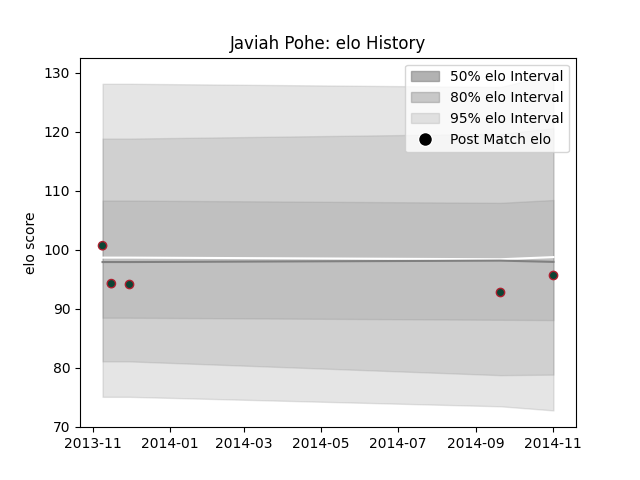 Javiah Pohe: elo History
50% elo Interval
80% elo Interval
95% elo Interval
Post Match elo
elo score
130
120
110
100
90
80
70
2013-11 2014-01 2014-03 2014-05 2014-07 2014-09 2014-11